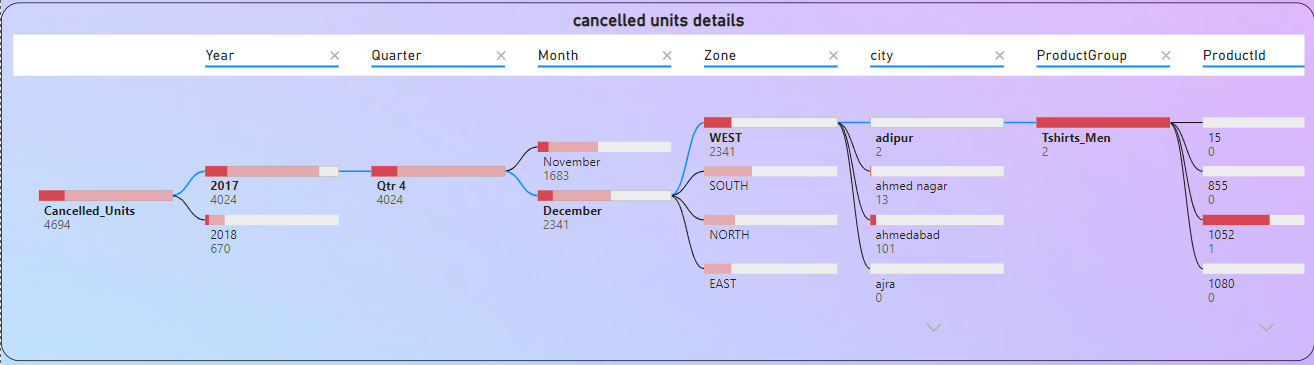 cancelled units details
Year
Quarter
Month
Zone
city
ProductGroup
ProductId
Cancelled_Units
4694
2017
4024
2018
670
Qtr 4
4024
November
1683
December
2341
WEST
2341
SOUTH
NORTH
EAST
adipur
2
ahmed nagar
13
ahmedabad
101
ajra
0
Tshirts_Men
2
15
0
855
0
1052
1
1080
0